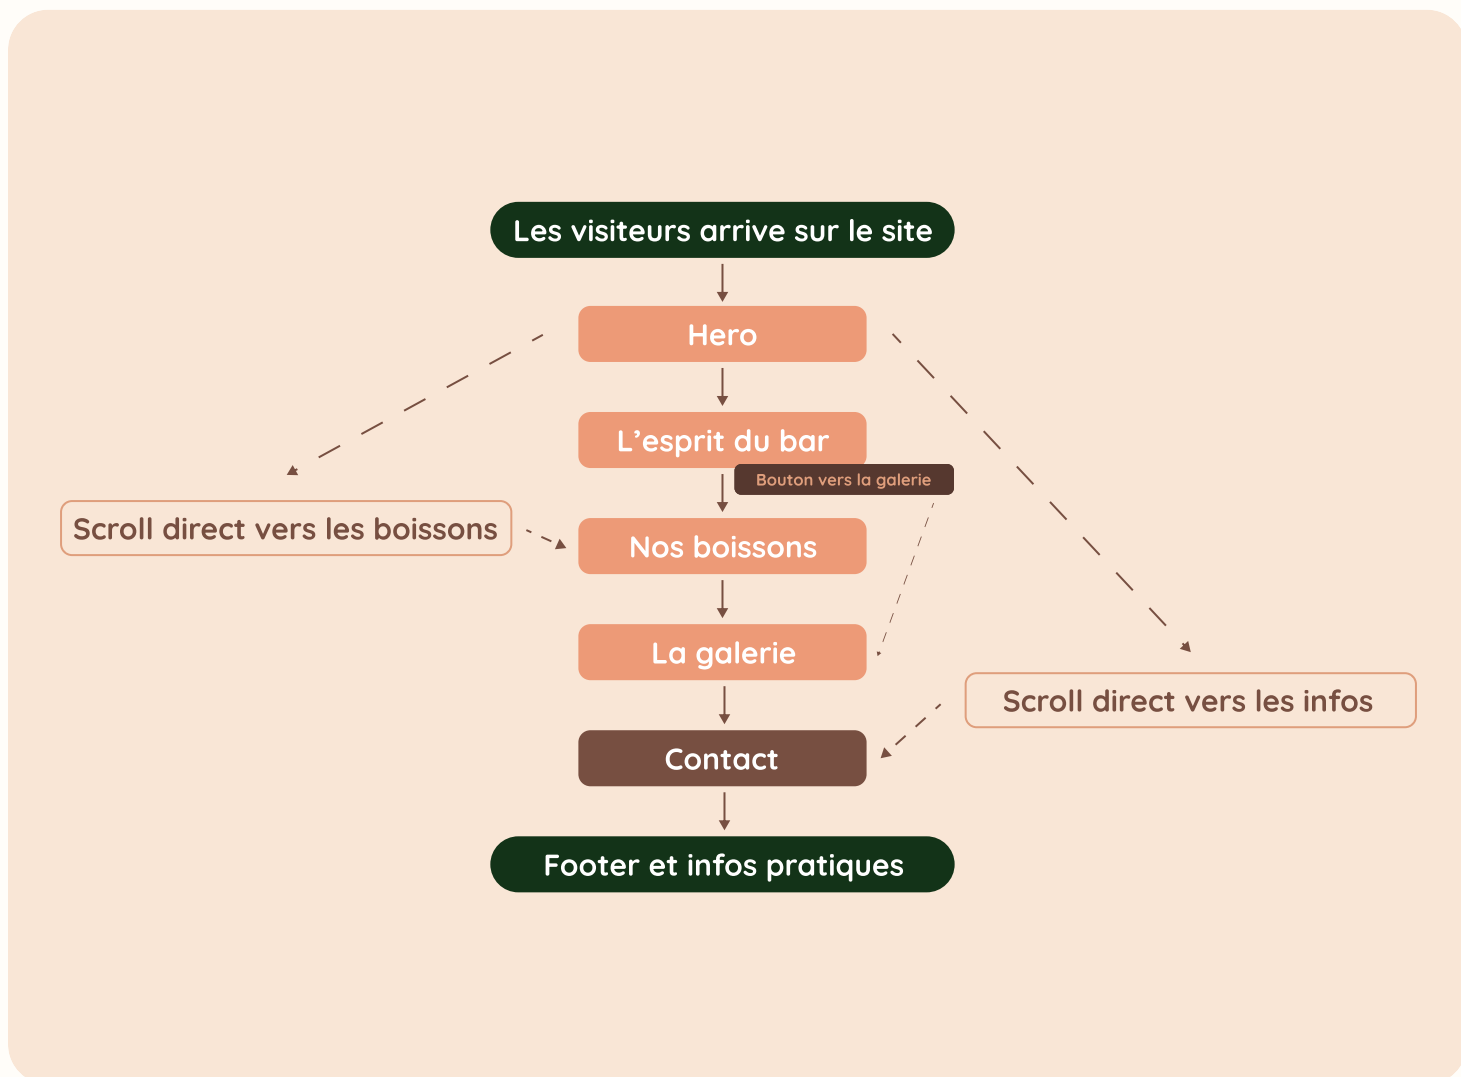 Les visiteurs arrive sur le site
Hero
L’esprit du bar
Bouton vers la galerie
Scroll direct vers les boissons
Nos boissons
La galerie
Scroll direct vers les infos
Contact
Footer et infos pratiques